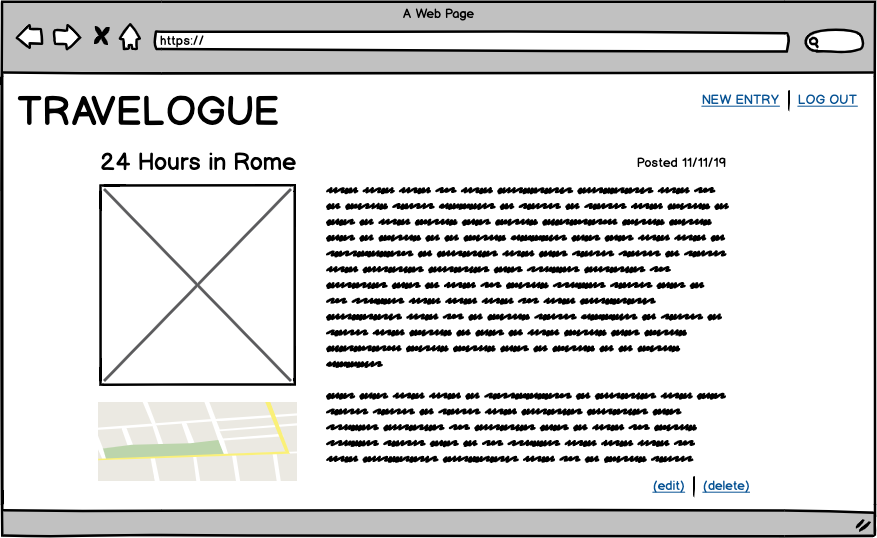 A Web Page
https://
TRAVELOGUE
NEW ENTRY | LOG OUT
24 Hours in Rome
Posted 11/11/19
(edit) | (delete)